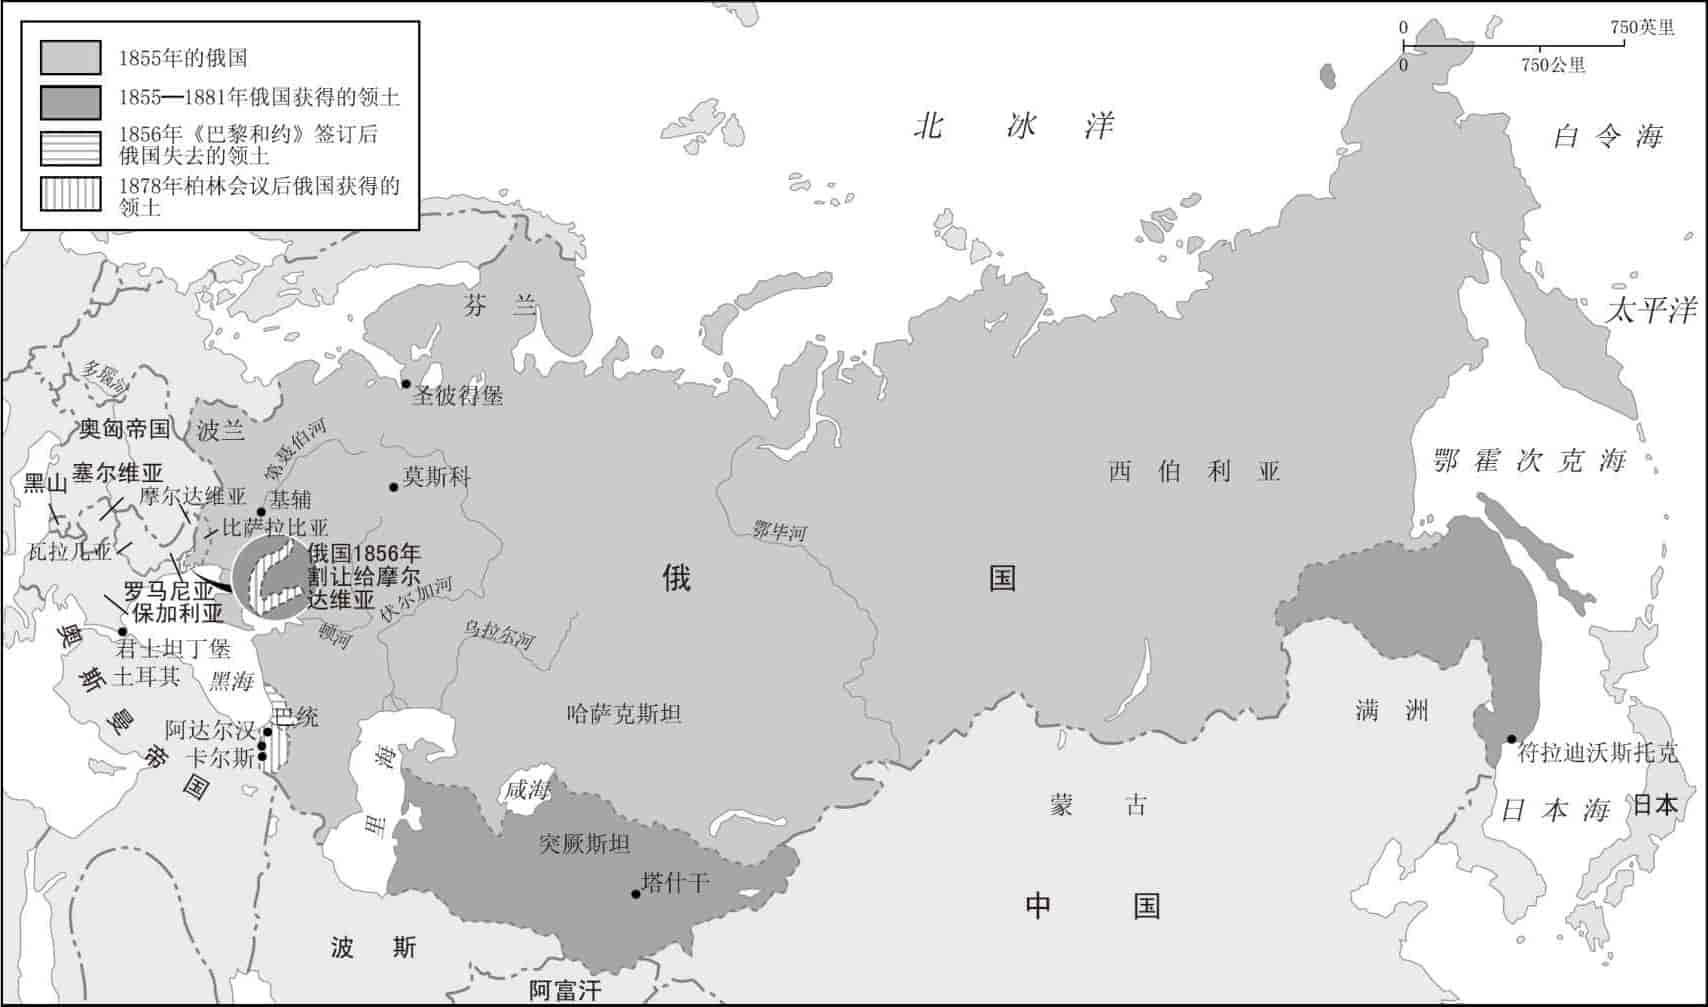 1855年的俄国
1855—1881年俄国获得的领土
1856年《巴黎和约》签订后
俄国失去的领土
1878年柏林会议后俄国获得的
领土
0
750英里
0
750公里
北冰洋
白令海
太平洋
芬兰
圣彼得堡
多瑙河
奥匈帝国
波兰
第聂伯河
莫斯科
西伯利亚
鄂霍次克海
黑山
塞尔维亚
摩尔达维亚
基辅
比萨拉比亚
瓦拉几亚
俄国1856年
割让给摩尔
达维亚
鄂毕河
俄国
罗马尼亚
保加利亚
伏尔加河
顿河
乌拉尔河
君士坦丁堡
土耳其
黑海
奥斯曼帝国
巴统
阿达尔汉
卡尔斯
哈萨克斯坦
里海
咸海
满洲
符拉迪沃斯托克
日本海
日本
蒙古
突厥斯坦
塔什干
中国
波斯
阿富汗